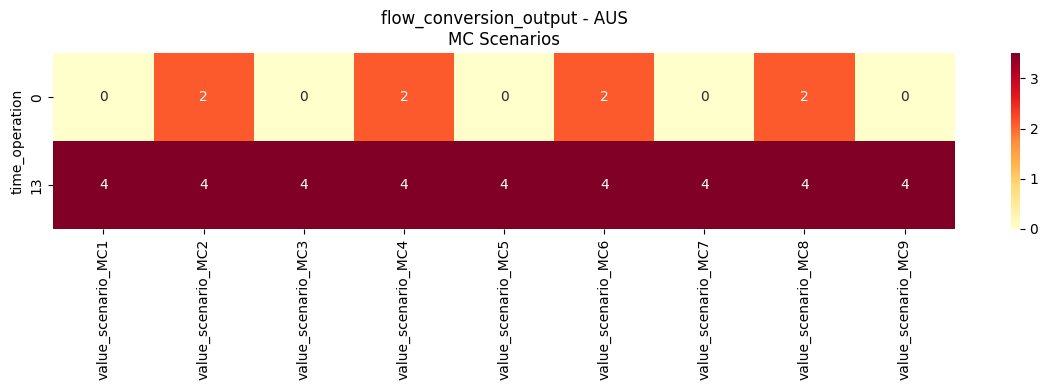 flow_conversion_output - AUS
MC Scenarios
time_operation
0
0 2 0 2 0 2 0 2 0
13
4 4 4 4 4 4 4 4 4
value_scenario_MC1
value_scenario_MC2
value_scenario_MC3
value_scenario_MC4
value_scenario_MC5
value_scenario_MC6
value_scenario_MC7
value_scenario_MC8
value_scenario_MC9
3
2
1
0